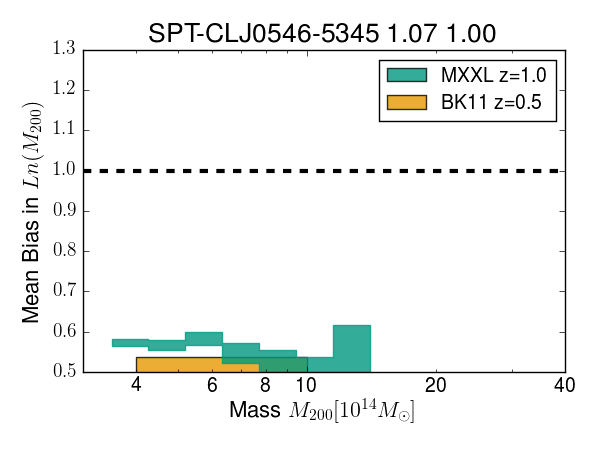 SPT-CLJ0546-5345 1.07 1.00
MXXL z=1.0
BK11 z=0.5
Mean Bias in Ln(M₂₀₀)
1.3
1.2
1.1
1.0
0.9
0.8
0.7
0.6
0.5
4 6 8 10 20 40
Mass M₂₀₀[10¹⁴M☉]